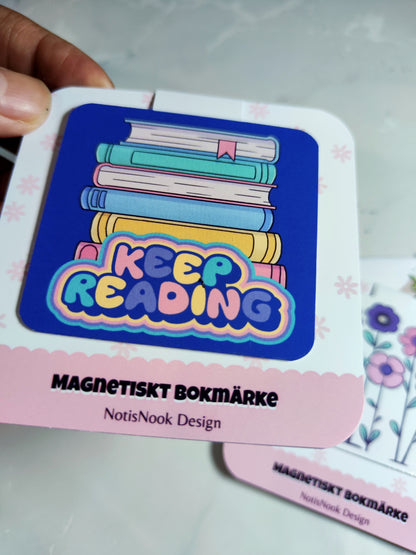 KEEP
READING
MAGNETISKT BOKMÄRKE
NotisNook Design
MAGNETISKT BOKMÄRKE
NotisNook Design